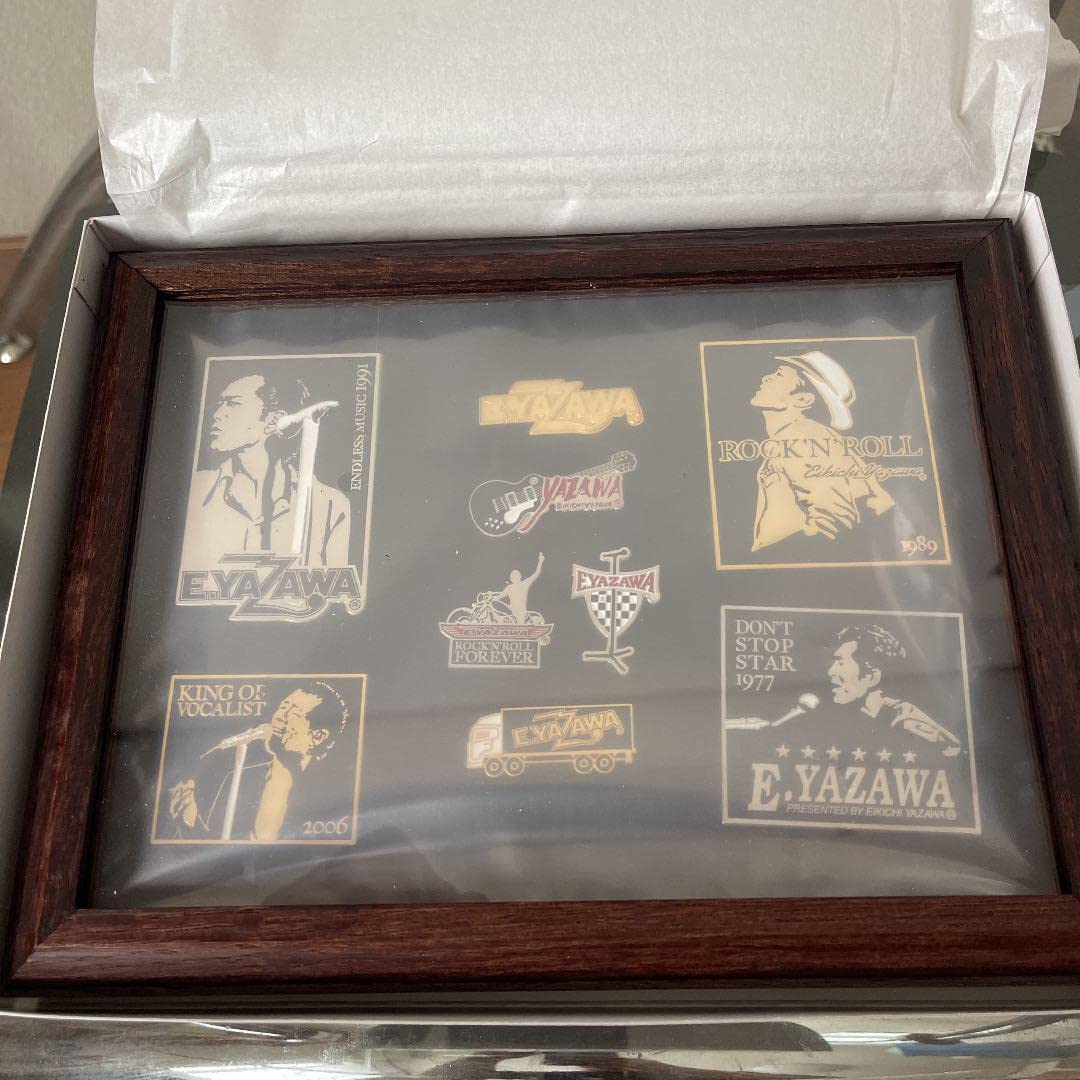 ENDLESS MUSIC 1991
E.YAZAWA®
KING OF
VOCALIST
2006
E.YAZAWA®
YAZAWA
EIKICHI YAZAWA®
E.YAZAWA
ROCK'N'ROLL
FOREVER
E.YAZAWA
E.YAZAWA
ROCK'N'ROLL
Eikichi Yazawa®
1989
DON'T
STOP
STAR
1977
E.YAZAWA
PRESENTED BY EIKICHI YAZAWA®